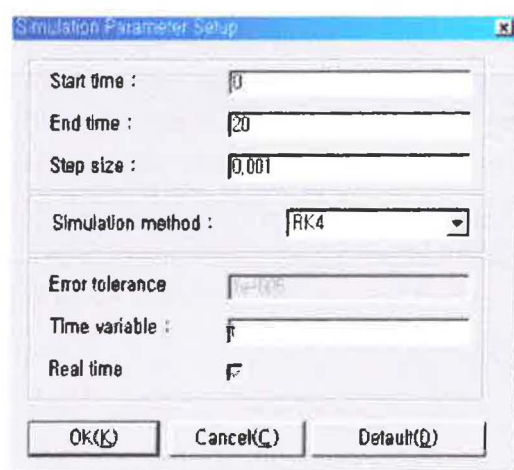 Simulation Parameter Setup
Start time : 0
End time : 20
Step size : 0,001
Simulation method : RK4
Error tolerance
Time variable :
Real time
OK(K) Cancel(C) Default(D)